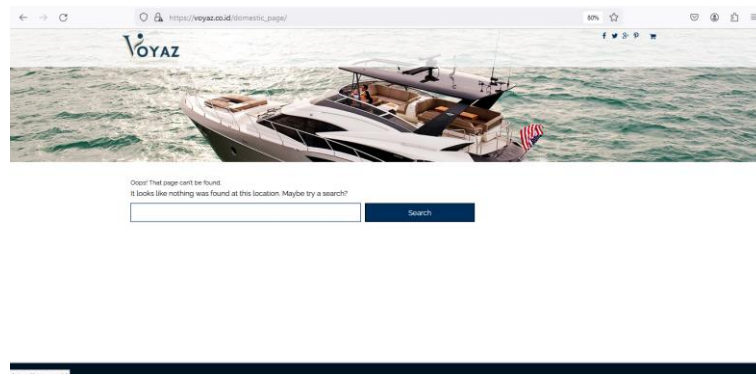 https://voyaz.co.id/domestic_page/
80%
VOYAZ
Oops! That page can't be found.
It looks like nothing was found at this location. Maybe try a search?
Search